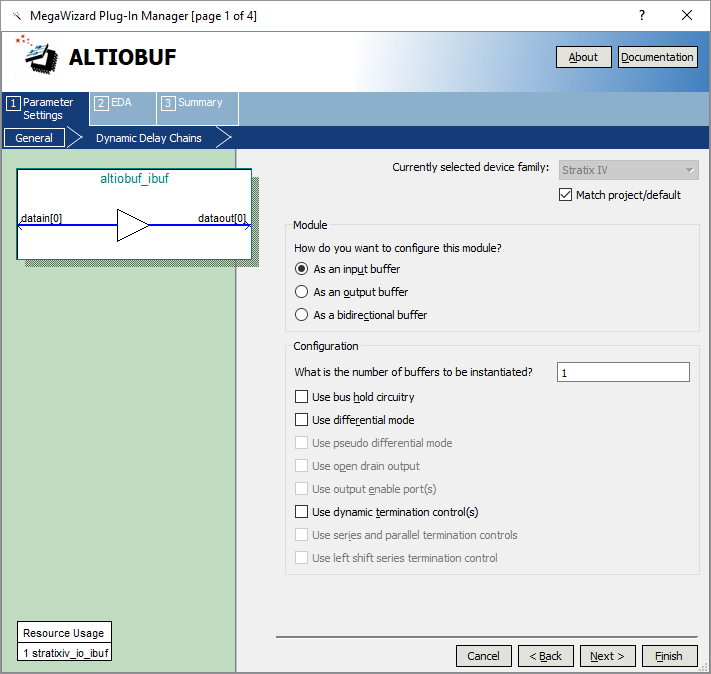 MegaWizard Plug-In Manager [page 1 of 4]
ALTIOBUF
About
Documentation
1 Parameter Settings
2 EDA
3 Summary
General
Dynamic Delay Chains
altiobuf_ibuf
datain[0]
dataout[0]
Currently selected device family:
Stratix IV
Match project/default
Module
How do you want to configure this module?
As an input buffer
As an output buffer
As a bidirectional buffer
Configuration
What is the number of buffers to be instantiated?
1
Use bus hold circuitry
Use differential mode
Use pseudo differential mode
Use open drain output
Use output enable port(s)
Use dynamic termination control(s)
Use series and parallel termination controls
Use left shift series termination control
Resource Usage
1 stratixiv_io_ibuf
Cancel
< Back
Next >
Finish